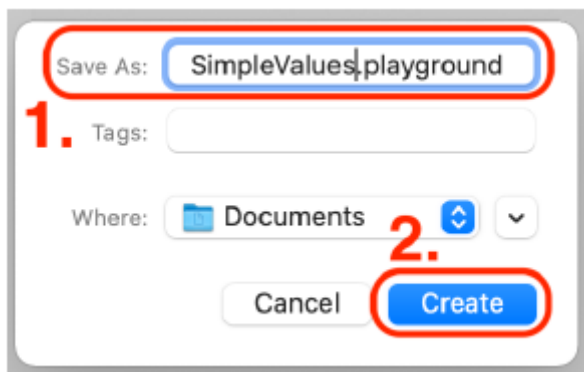 Save As: SimpleValues.playground
1.
Tags:
Where: Documents
2.
Cancel Create